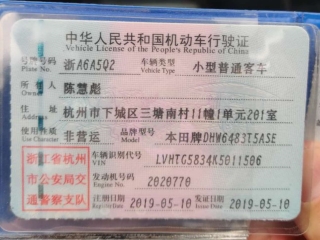 中华人民共和国机动车行驶证
Vehicle License of the People's Republic of China
号牌号码 浙A6A5Q2 车辆类型 小型普通客车
Plate No. Vehicle Type
所有人 陈慧彪
Owner
住址 杭州市下城区三塘南村11幢1单元201室
Address
使用性质 非营运 品牌型号 本田牌DHW6483T5ASE
Use Character Model
浙江省杭州 车辆识别代号 LVHTG5834K5011506
VIN
市公安局交 发动机号码 2020770
Engine No.
通警察支队 注册日期 2019-05-10 发证日期 2019-05-10
Register Date Issue Date